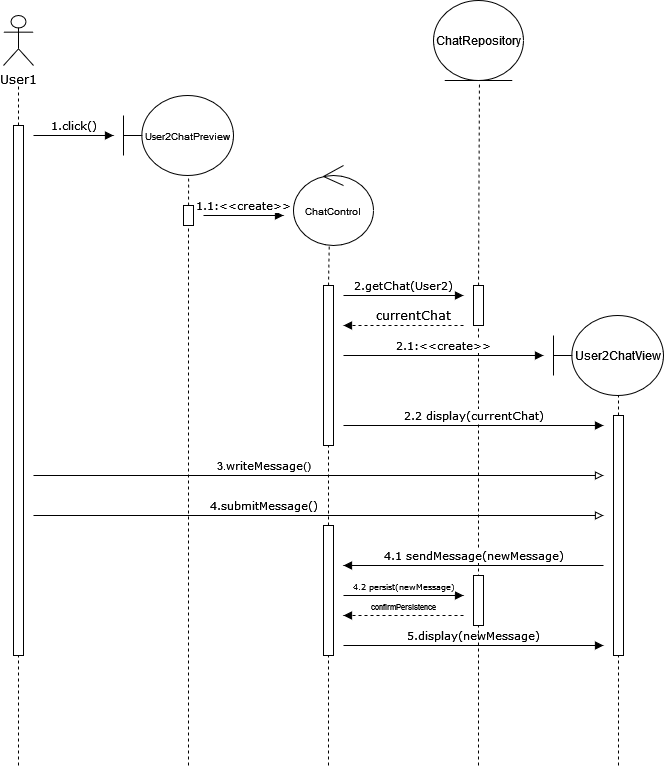 ChatRepository
User1
1.click()
User2ChatPreview
1.1:<<create>>
ChatControl
2.getChat(User2)
currentChat
2.1:<<create>>
User2ChatView
2.2 display(currentChat)
3.writeMessage()
4.submitMessage()
4.1 sendMessage(newMessage)
4.2 persist(newMessage)
confirmPersistence
5.display(newMessage)